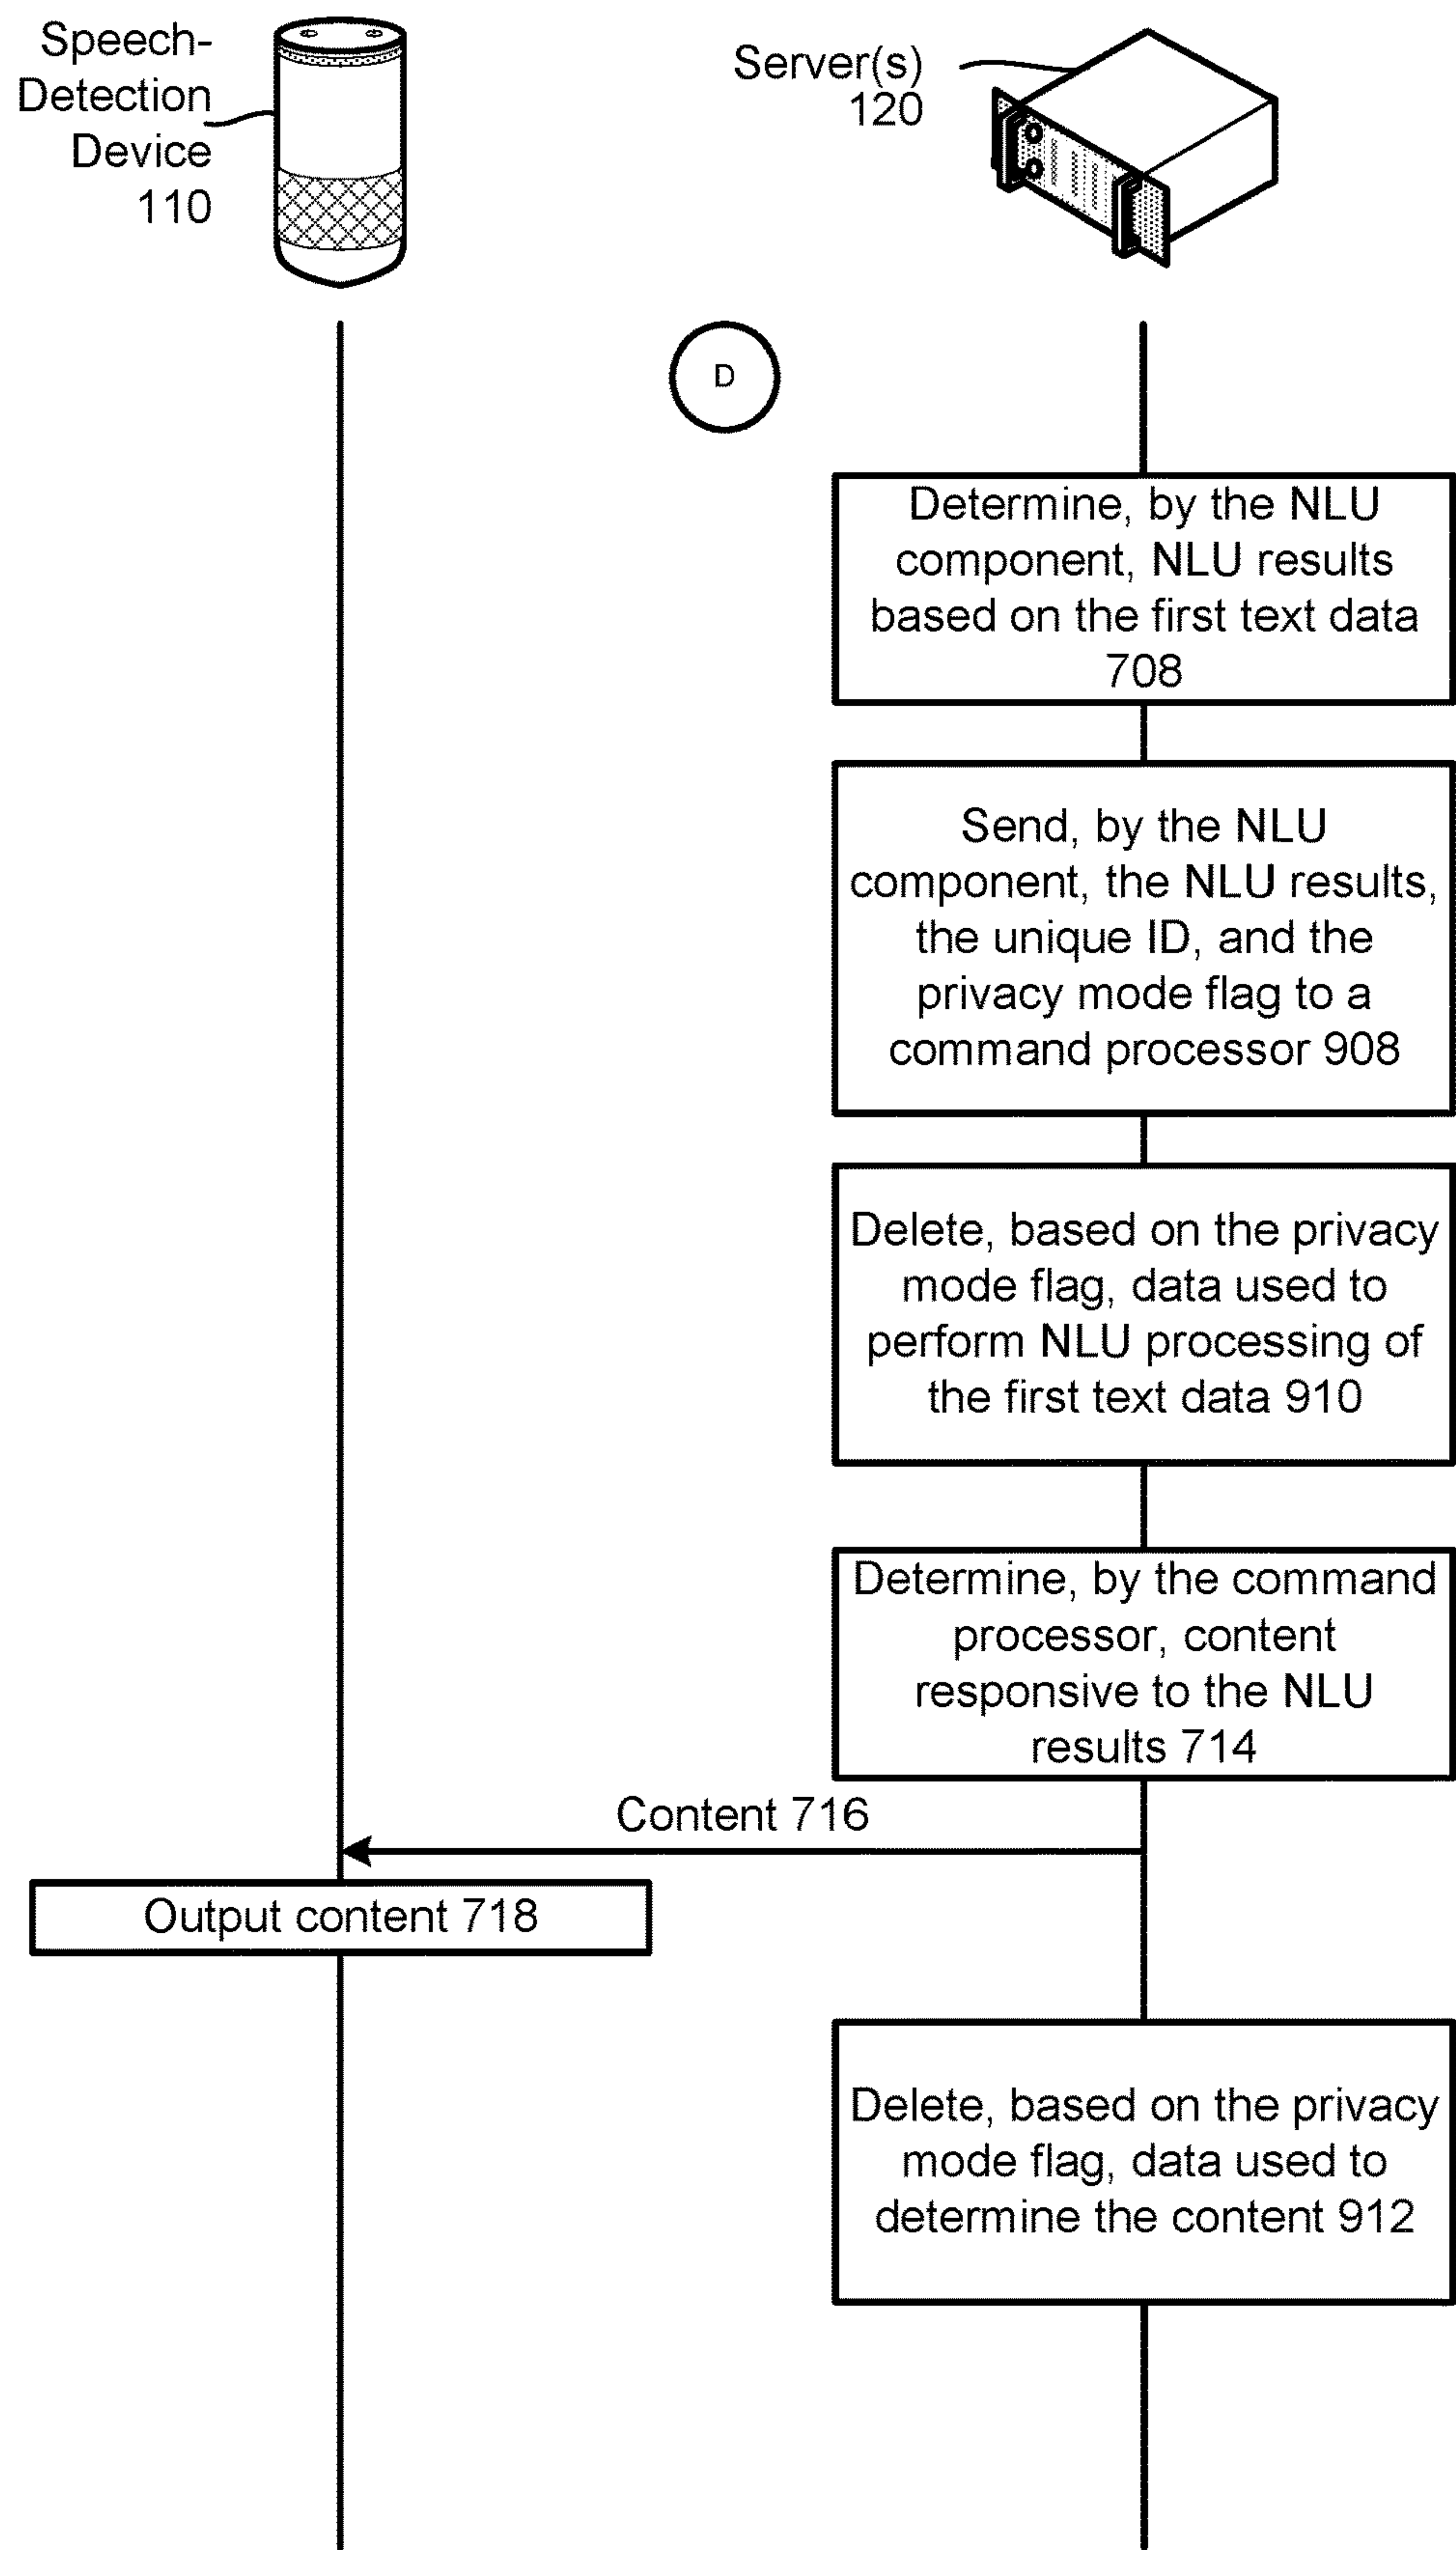 Speech-
Detection
Device
110
Server(s)
120
D
Determine, by the NLU
component, NLU results
based on the first text data
708
Send, by the NLU
component, the NLU results,
the unique ID, and the
privacy mode flag to a
command processor 908
Delete, based on the privacy
mode flag, data used to
perform NLU processing of
the first text data 910
Determine, by the command
processor, content
responsive to the NLU
results 714
Content 716
Output content 718
Delete, based on the privacy
mode flag, data used to
determine the content 912